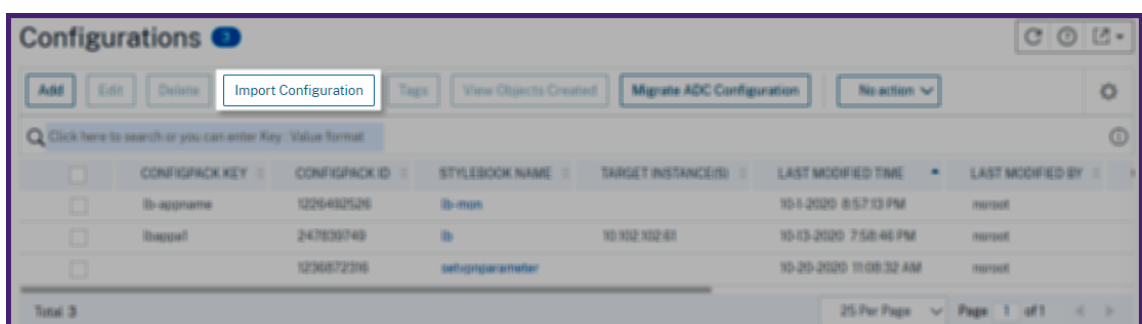 Configurations 3
Add Edit Delete Import Configuration Tags View Objects Created Migrate ADC Configuration No action
Click here to search or you can enter Key : Value format
CONFIGPACK KEY CONFIGPACK ID STYLEBOOK NAME TARGET INSTANCE(S) LAST MODIFIED TIME LAST MODIFIED BY
lb-appname 1226492526 lb-mon 10-1-2020 8:57:13 PM nsroot
lbappa1 247839749 lb 10.102.102.61 10-13-2020 7:58:46 PM nsroot
1236872316 setvpnparameter 10-20-2020 11:08:32 AM nsroot
Total 3 25 Per Page Page 1 of 1